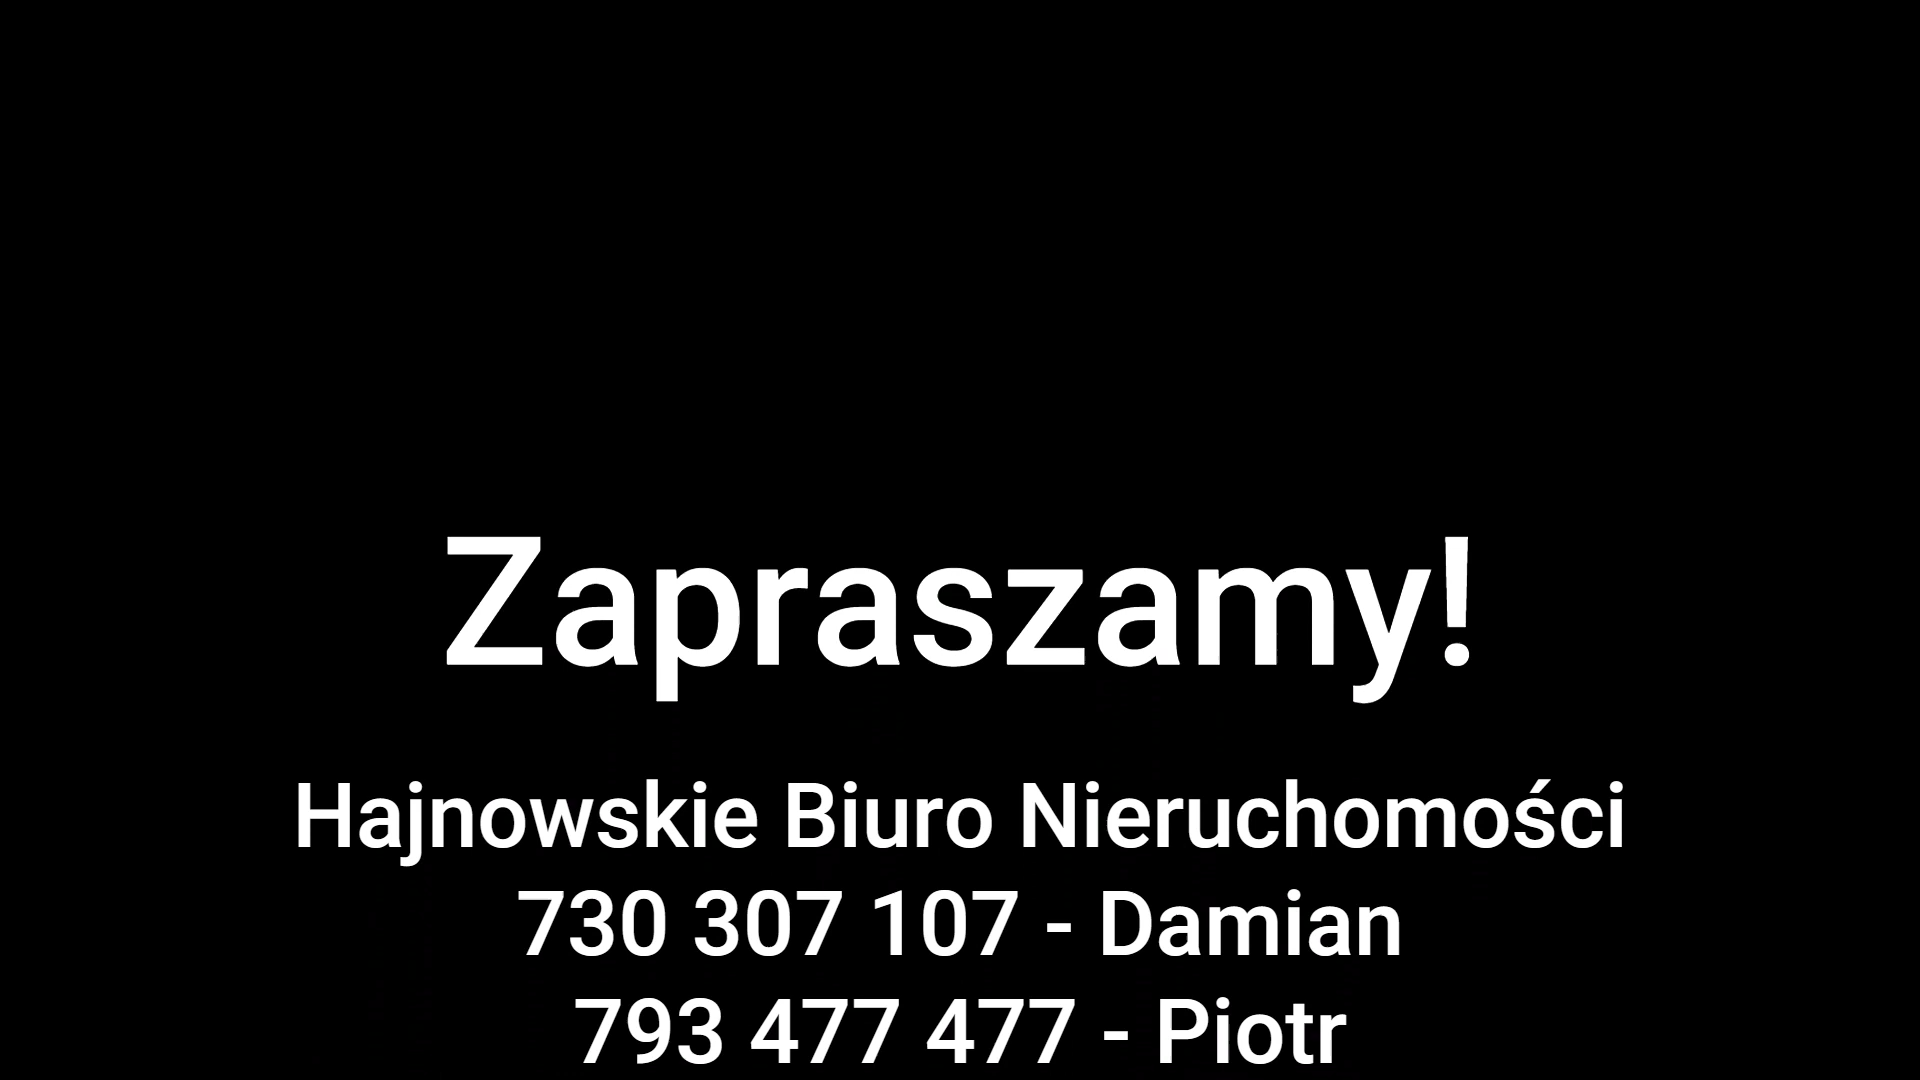 Zapraszamy!
Hajnowskie Biuro Nieruchomości
730 307 107 - Damian
793 477 477 - Piotr